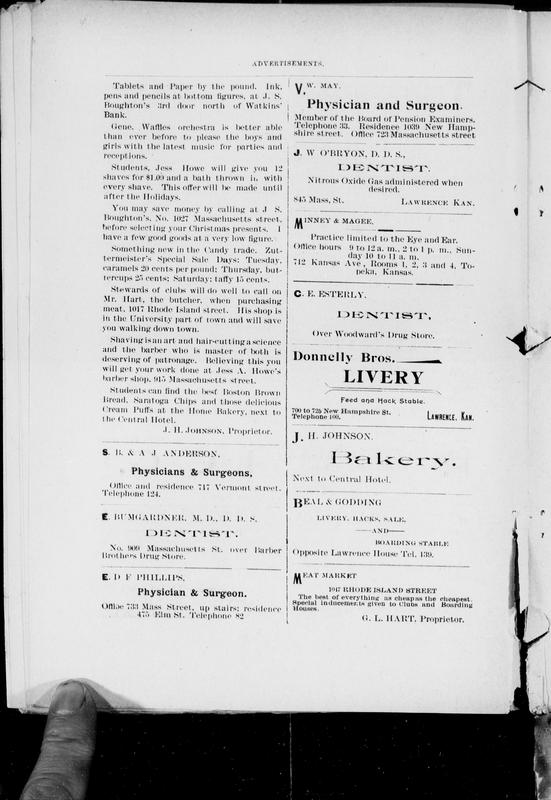 ADVERTISEMENTS.
Tablets and Paper by the pound. Ink,
pens and pencils at bottom figures, at J. S.
Boughton's 3rd door north of Watkins'
Bank.
Gene. Waffles orchestra is better able
than ever before to please the boys and
girls with the latest music for parties and
receptions.
Students, Jess Howe will give you 12
shaves for $1.00 and a bath thrown in, with
every shave. This offer will be made until
after the Holidays.
You may save money by calling at J S.
Boughton's, No. 1027 Massachusetts street,
before selecting your Christmas presents. I
have a few good goods at a very low figure.
Something new in the Candy trade. Zut-
termeister's Special Sale Days: Tuesday,
caramels 20 cents per pound; Thursday, but-
tercups 25 cents; Saturday; taffy 15 cents.
Stewards of clubs will do well to call on
Mr. Hart, the butcher, when purchasing
meat, 1017 Rhode Island street. His shop is
in the University part of town and will save
you walking down town.
Shaving is an art and hair-cutting a science
and the barber who is master of both is
deserving of patronage. Believing this you
will get your work done at Jess A. Howe's
barber shop, 915 Massachusetts street.
Students can find the best Boston Brown
Bread, Saratoga Chips and those delicious
Cream Puffs at the Home Bakery, next to
the Central Hotel.
J. H. JOHNSON, Proprietor.
S. B. & A J ANDERSON,
Physicians & Surgeons,
Office and residence 717 Vermont street.
Telephone 124.
E. BUMGARDNER, M. D., D. D. S.
DENTIST.
No. 909 Massachusetts St. over Barber
Brothers Drug Store.
E. D F PHILLIPS,
Physician & Surgeon.
Office 733 Mass Street, up stairs; residence
475 Elm St. Telephone 82
V. W. MAY.
Physician and Surgeon.
Member of the Board of Pension Examiners.
Telephone 33. Residence 1039 New Hamp-
shire street. Office 723 Massachusetts street
J. W O'BRYON, D. D. S.,
DENTIST.
Nitrous Oxide Gas administered when
desired.
845 Mass, St. LAWRENCE KAN.
MINNEY & MAGEE,
Practice limited to the Eye and Ear.
Office hours 9 to 12 a. m., 2 to 1 p. m., Sun-
day 10 to 11 a. m.
712 Kansas Ave, Rooms 1, 2, 3 and 4, To-
peka, Kansas.
C. E. ESTERLY,
DENTIST,
Over Woodward's Drug Store.
Donnelly Bros.
LIVERY
Feed and Hack Stable.
700 to 725 New Hampshire St.
Telephone 100. LAWRENCE, KAN.
J. H. JOHNSON.
Bakery.
Next to Central Hotel.
BEAL & GODDING
LIVERY, HACKS, SALE,
—AND—
BOARDING STABLE
Opposite Lawrence House Tel, 139.
MEAT MARKET
1017 RHODE ISLAND STREET
The best of everything as cheap as the cheapest.
Special inducements given to Clubs and Boarding
Houses.
G. L. HART, Proprietor.